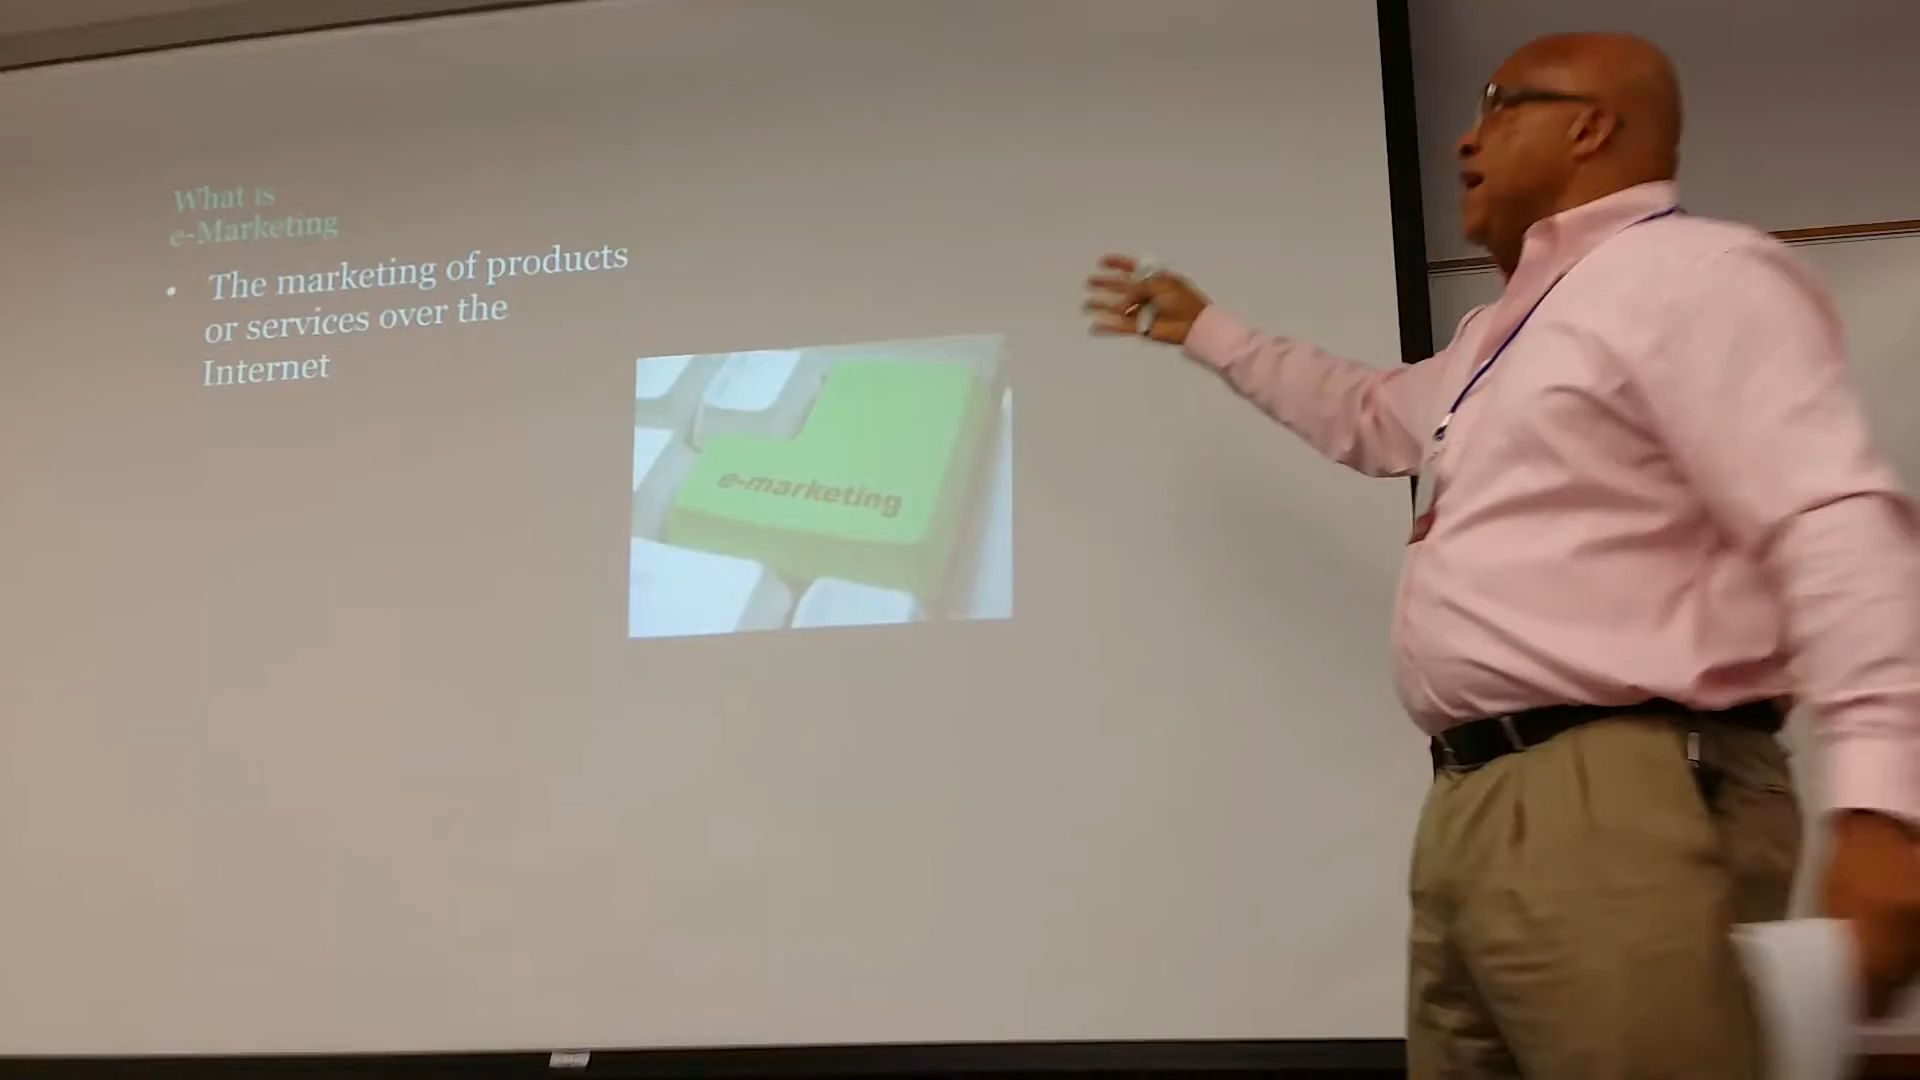 What is
e-Marketing
• The marketing of products
or services over the
Internet
e-marketing